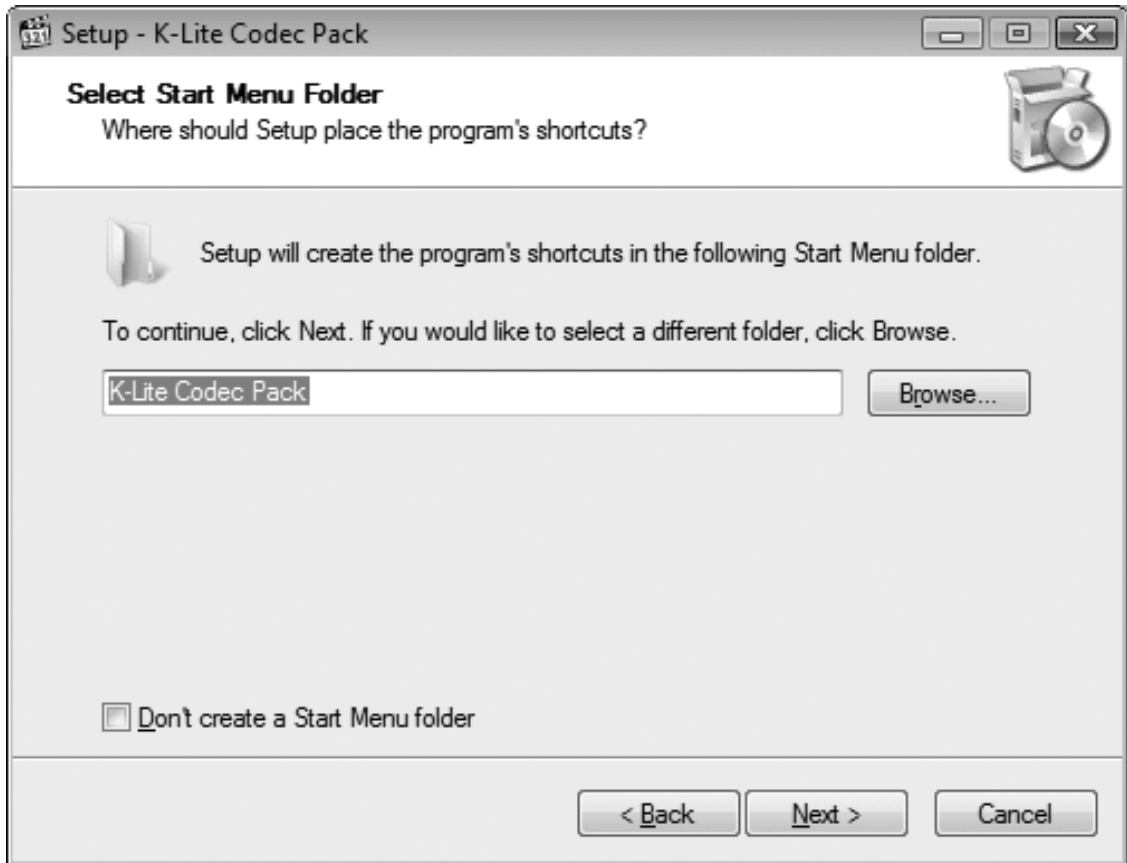 Setup - K-Lite Codec Pack
Select Start Menu Folder
Where should Setup place the program's shortcuts?
Setup will create the program's shortcuts in the following Start Menu folder.
To continue, click Next. If you would like to select a different folder, click Browse.
K-Lite Codec Pack
Browse...
Don't create a Start Menu folder
< Back
Next >
Cancel